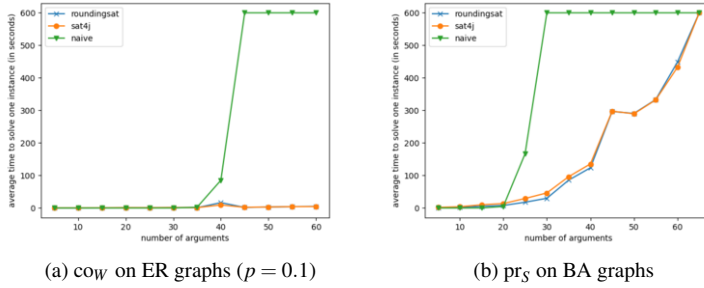 600
500
400
300
200
100
0
average time to solve one instance (in seconds)
roundingsat
sat4j
naive
10 20 30 40 50 60
number of arguments
(a) co_W on ER graphs (p = 0.1)
600
500
400
300
200
100
0
average time to solve one instance (in seconds)
roundingsat
sat4j
naive
10 20 30 40 50 60
number of arguments
(b) pr_S on BA graphs